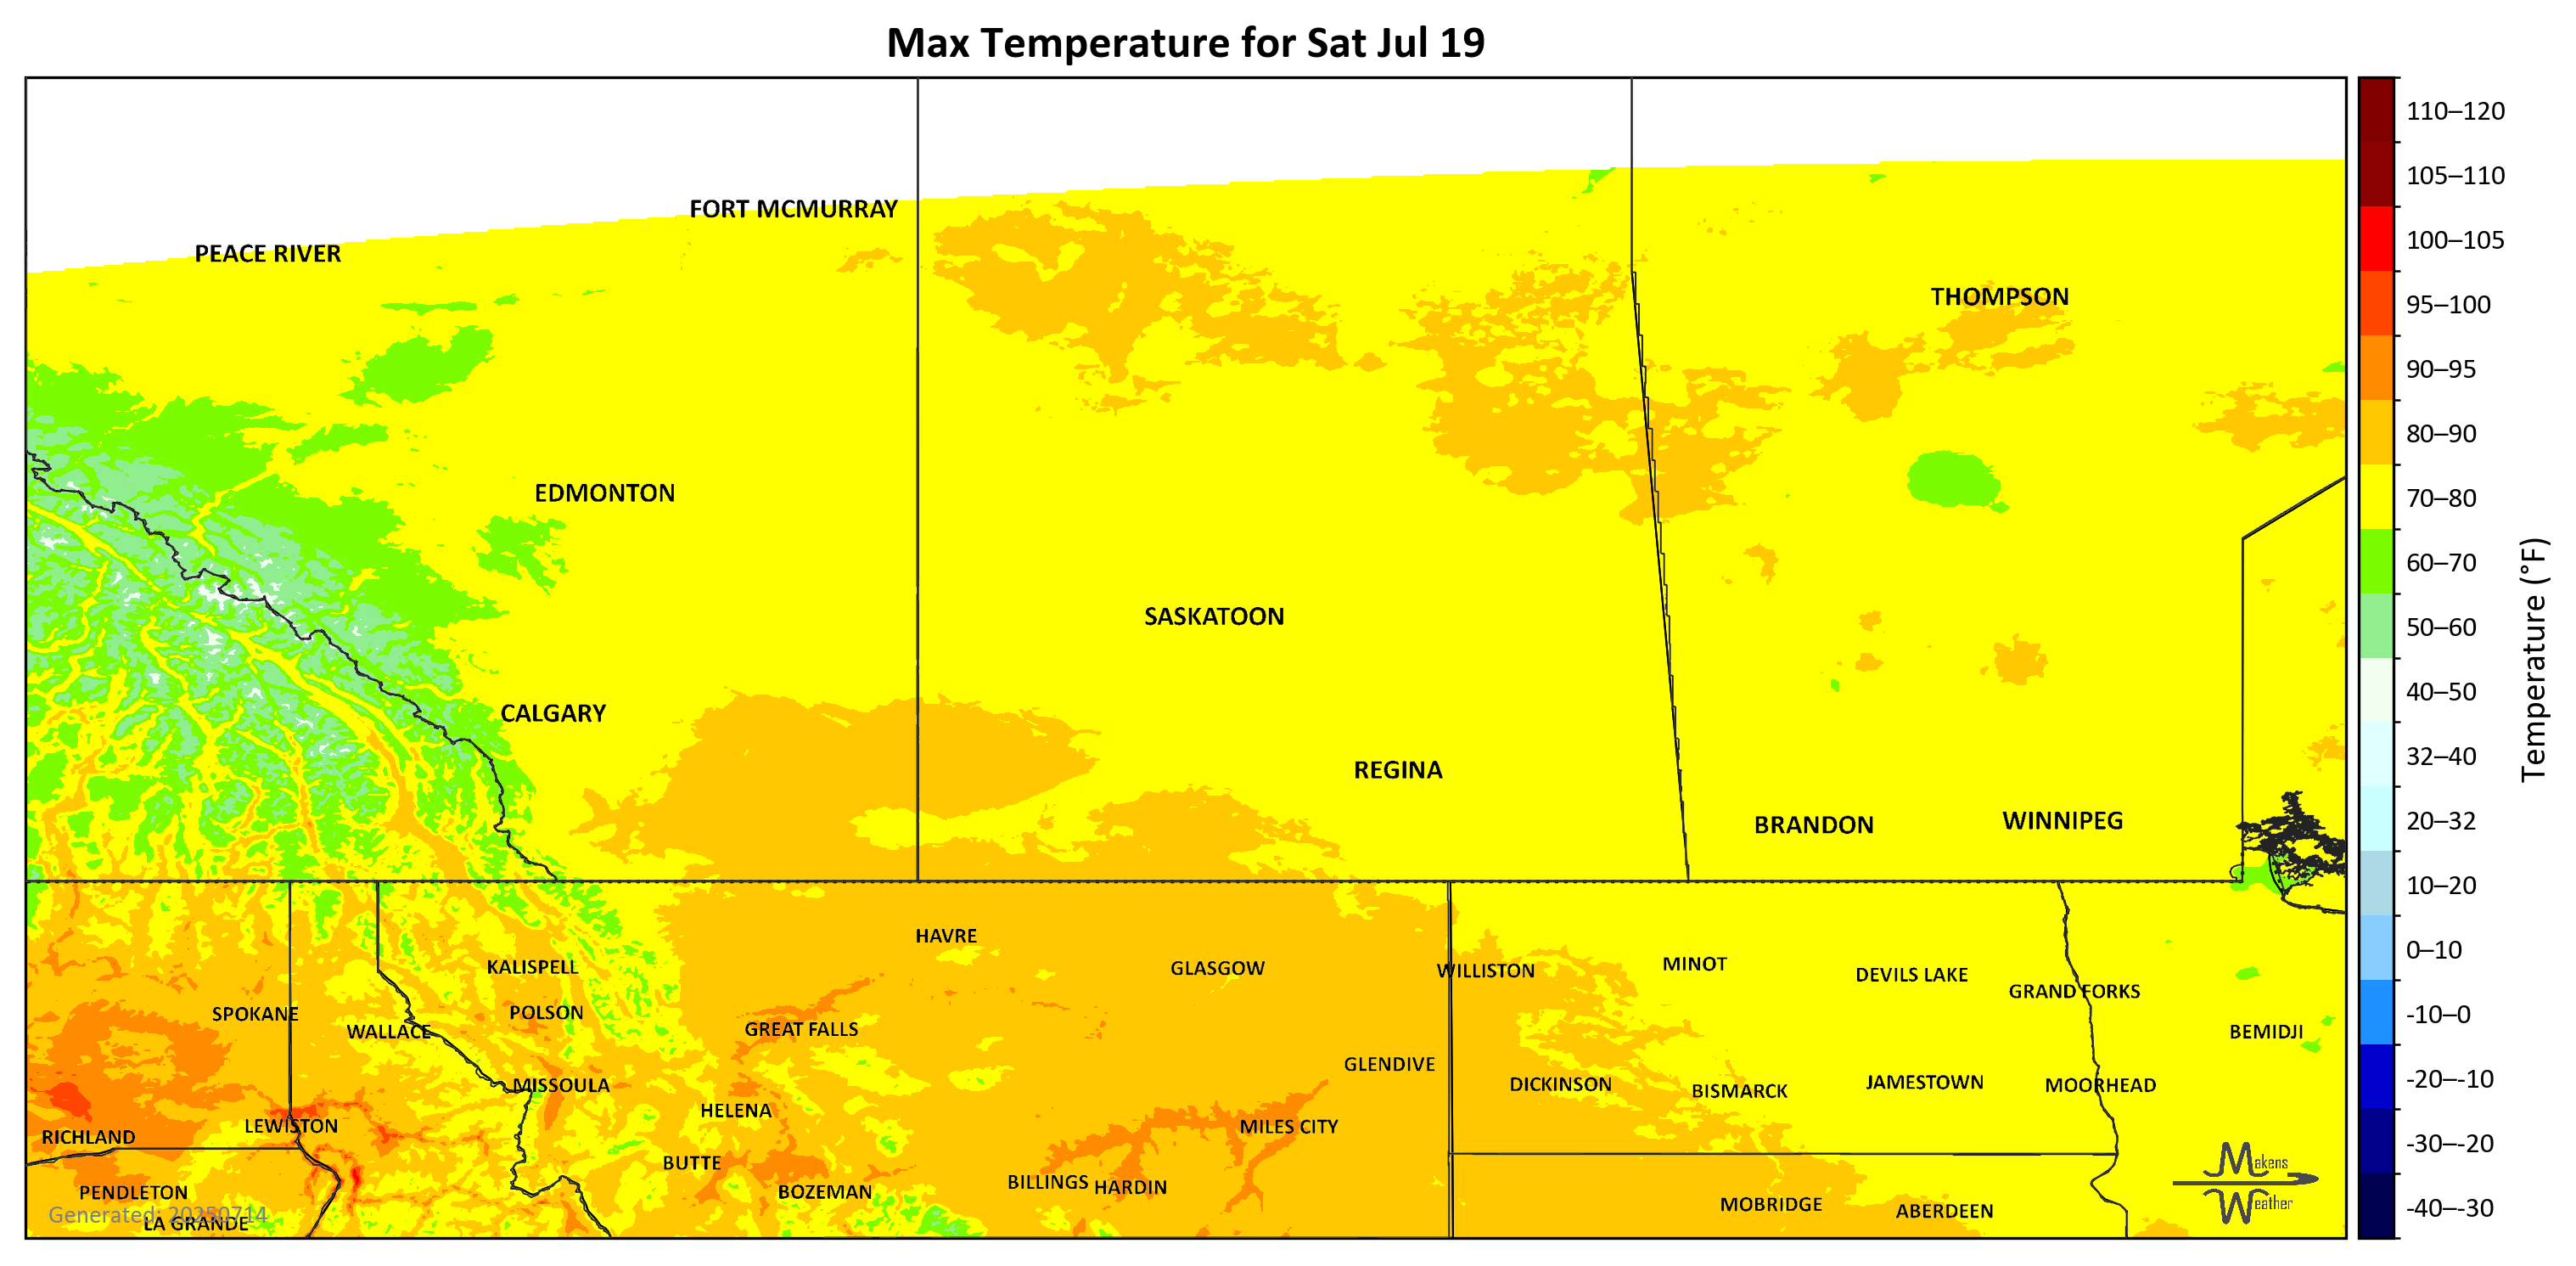 Max Temperature for Sat Jul 19
110–120
105–110
100–105
95–100
90–95
80–90
70–80
60–70
50–60
40–50
32–40
20–32
10–20
0–10
-10–0
-20–-10
-30–-20
-40–-30
Temperature (°F)
FORT MCMURRAY
PEACE RIVER
THOMPSON
EDMONTON
SASKATOON
CALGARY
REGINA
BRANDON
WINNIPEG
HAVRE
KALISPELL
GLASGOW
WILLISTON
MINOT
DEVILS LAKE
GRAND FORKS
SPOKANE
POLSON
WALLACE
GREAT FALLS
BEMIDJI
GLENDIVE
MISSOULA
DICKINSON
BISMARCK
JAMESTOWN
MOORHEAD
HELENA
LEWISTON
MILES CITY
RICHLAND
BUTTE
BILLINGS
HARDIN
PENDLETON
BOZEMAN
MOBRIDGE
ABERDEEN
Generated: 20250714
LA GRANDE
Makens
Weather